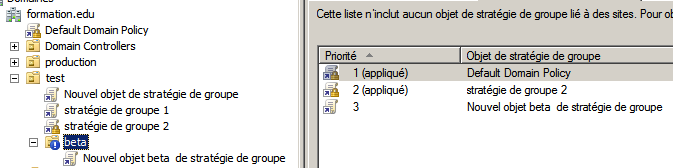 Domaines
formation.edu
Default Domain Policy
Domain Controllers
production
test
Nouvel objet de stratégie de groupe
stratégie de groupe 1
stratégie de groupe 2
beta
Nouvel objet beta de stratégie de groupe
Cette liste n'inclut aucun objet de stratégie de groupe lié à des sites. Pour ob
Priorité Objet de stratégie de groupe
1 (appliqué) Default Domain Policy
2 (appliqué) stratégie de groupe 2
3 Nouvel objet beta de stratégie de groupe